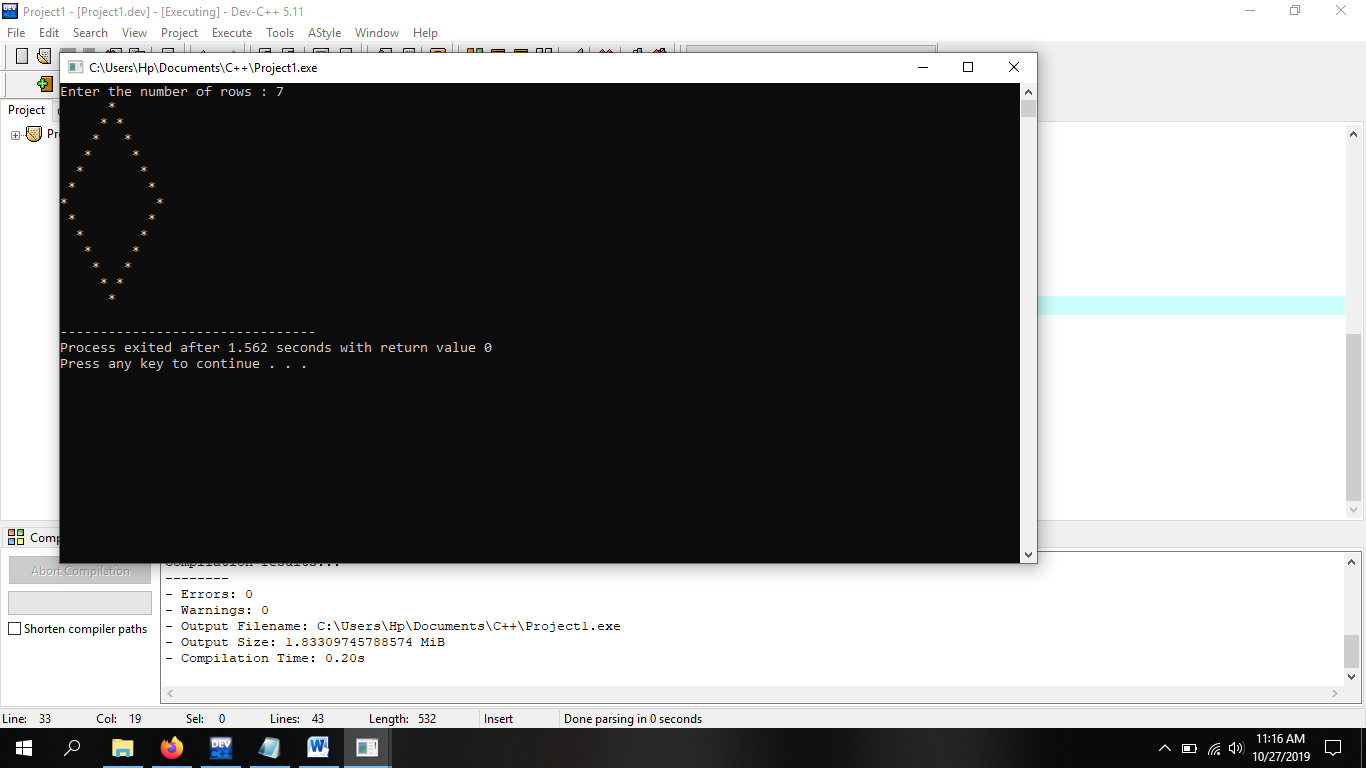 Project1 - [Project1.dev] - [Executing] - Dev-C++ 5.11
File Edit Search View Project Execute Tools AStyle Window Help
C:\Users\Hp\Documents\C++\Project1.exe
Project
Enter the number of rows : 7
      *
     * *
    *   *
   *     *
  *       *
 *         *
*           *
 *         *
  *       *
   *     *
    *   *
     * *
      *
--------------------------------
Process exited after 1.562 seconds with return value 0
Press any key to continue . . .
Abort Compilation
Shorten compiler paths
Compilation results...
--------
- Errors: 0
- Warnings: 0
- Output Filename: C:\Users\Hp\Documents\C++\Project1.exe
- Output Size: 1.83309745788574 MiB
- Compilation Time: 0.20s
Line: 33 Col: 19 Sel: 0 Lines: 43 Length: 532 Insert Done parsing in 0 seconds
DEV C++
W
11:16 AM
10/27/2019